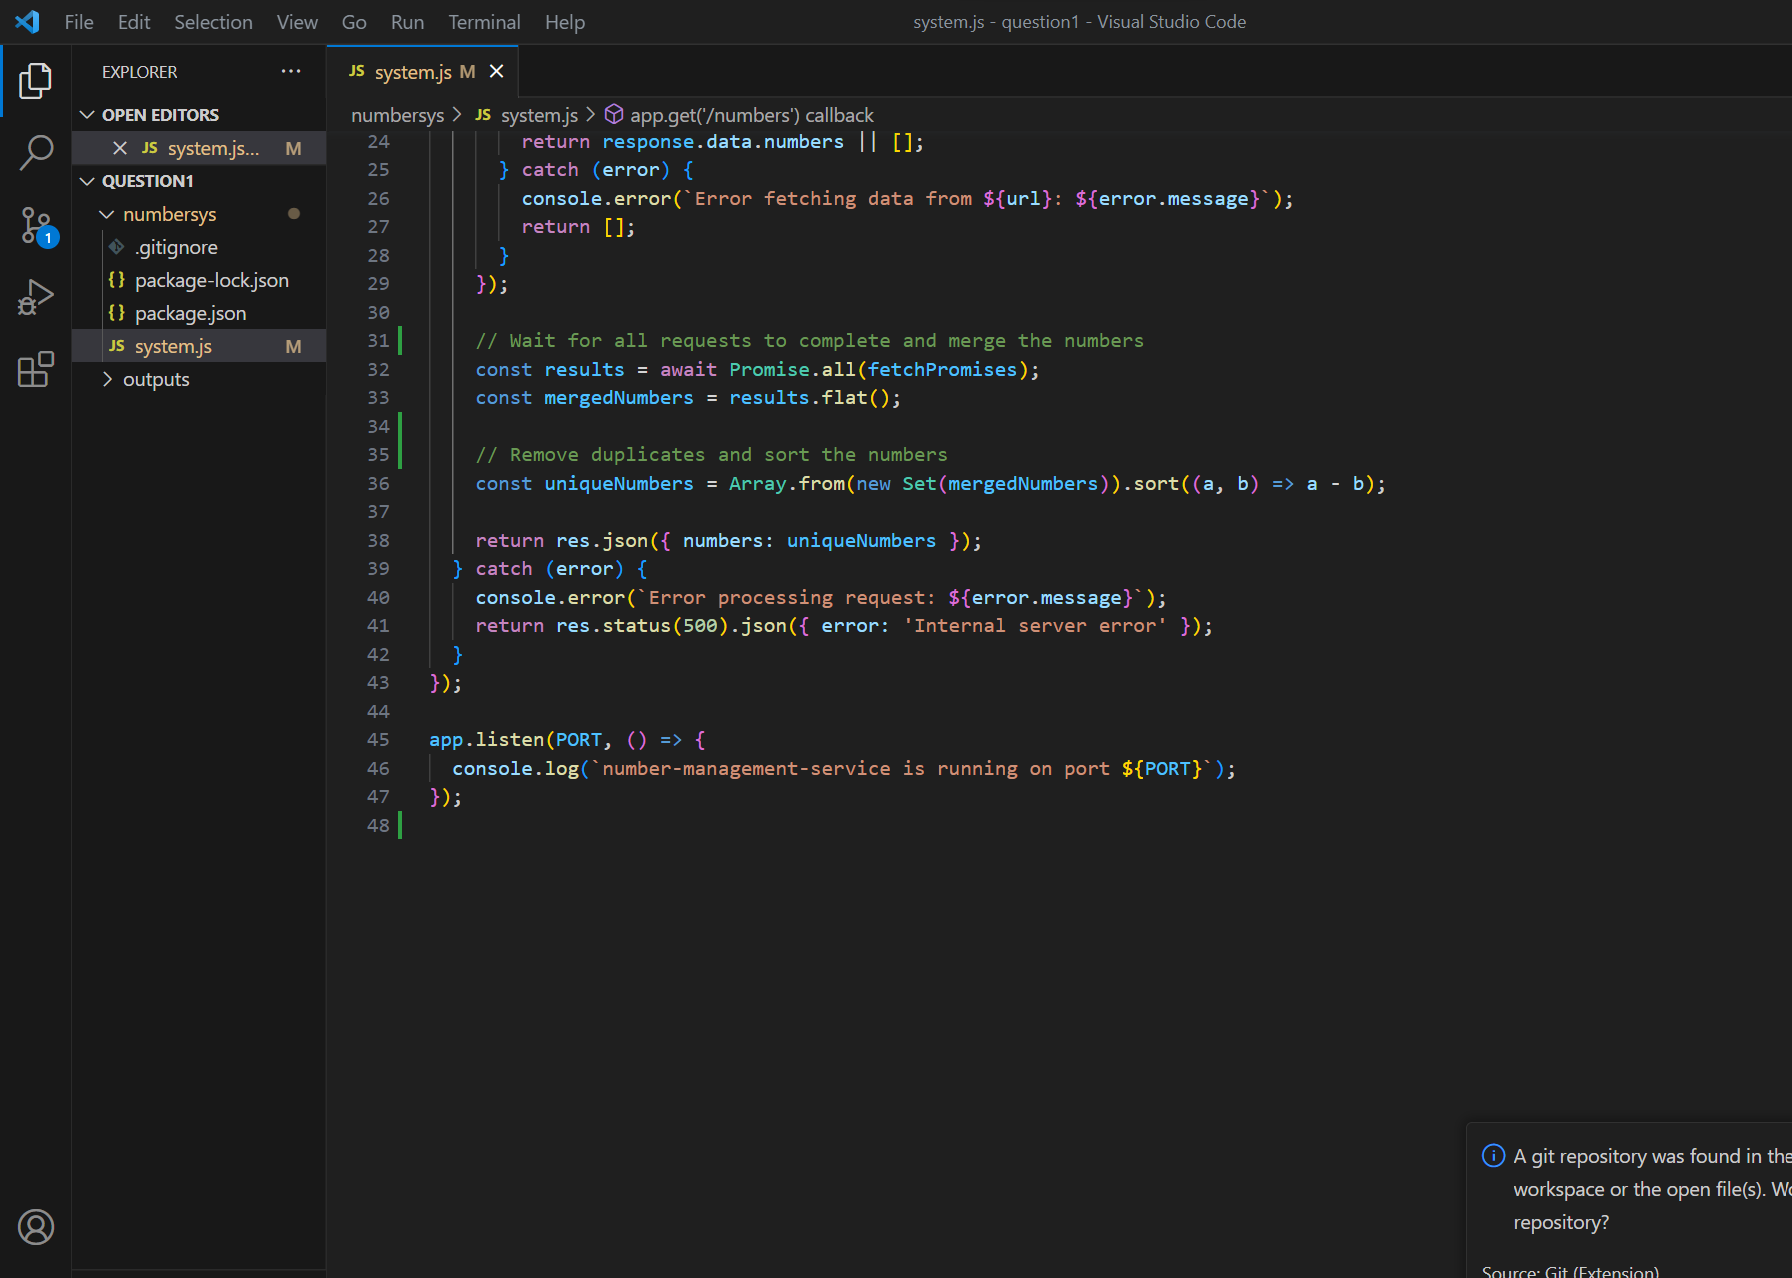 File Edit Selection View Go Run Terminal Help
system.js - question1 - Visual Studio Code
EXPLORER ···
OPEN EDITORS
JS system.js... M
QUESTION1
numbersys
.gitignore
{} package-lock.json
{} package.json
JS system.js M
outputs
1
JS system.js M
numbersys > JS system.js > app.get('/numbers') callback
24 return response.data.numbers || [];
25 } catch (error) {
26 console.error(`Error fetching data from ${url}: ${error.message}`);
27 return [];
28 }
29 });
30
31 // Wait for all requests to complete and merge the numbers
32 const results = await Promise.all(fetchPromises);
33 const mergedNumbers = results.flat();
34
35 // Remove duplicates and sort the numbers
36 const uniqueNumbers = Array.from(new Set(mergedNumbers)).sort((a, b) => a - b);
37
38 return res.json({ numbers: uniqueNumbers });
39 } catch (error) {
40 console.error(`Error processing request: ${error.message}`);
41 return res.status(500).json({ error: 'Internal server error' });
42 }
43 });
44
45 app.listen(PORT, () => {
46 console.log(`number-management-service is running on port ${PORT}`);
47 });
48
A git repository was found in the
workspace or the open file(s). Wo
repository?
Source: Git (Extension)